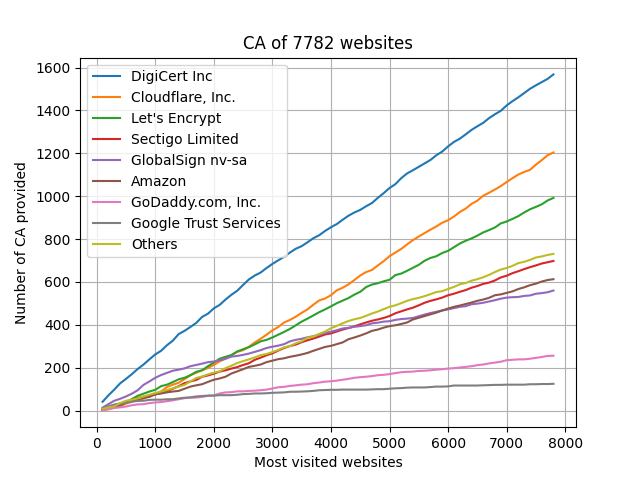 CA of 7782 websites
1600
1400
1200
1000
800
600
400
200
0
Number of CA provided
DigiCert Inc
Cloudflare, Inc.
Let's Encrypt
Sectigo Limited
GlobalSign nv-sa
Amazon
GoDaddy.com, Inc.
Google Trust Services
Others
0 1000 2000 3000 4000 5000 6000 7000 8000
Most visited websites